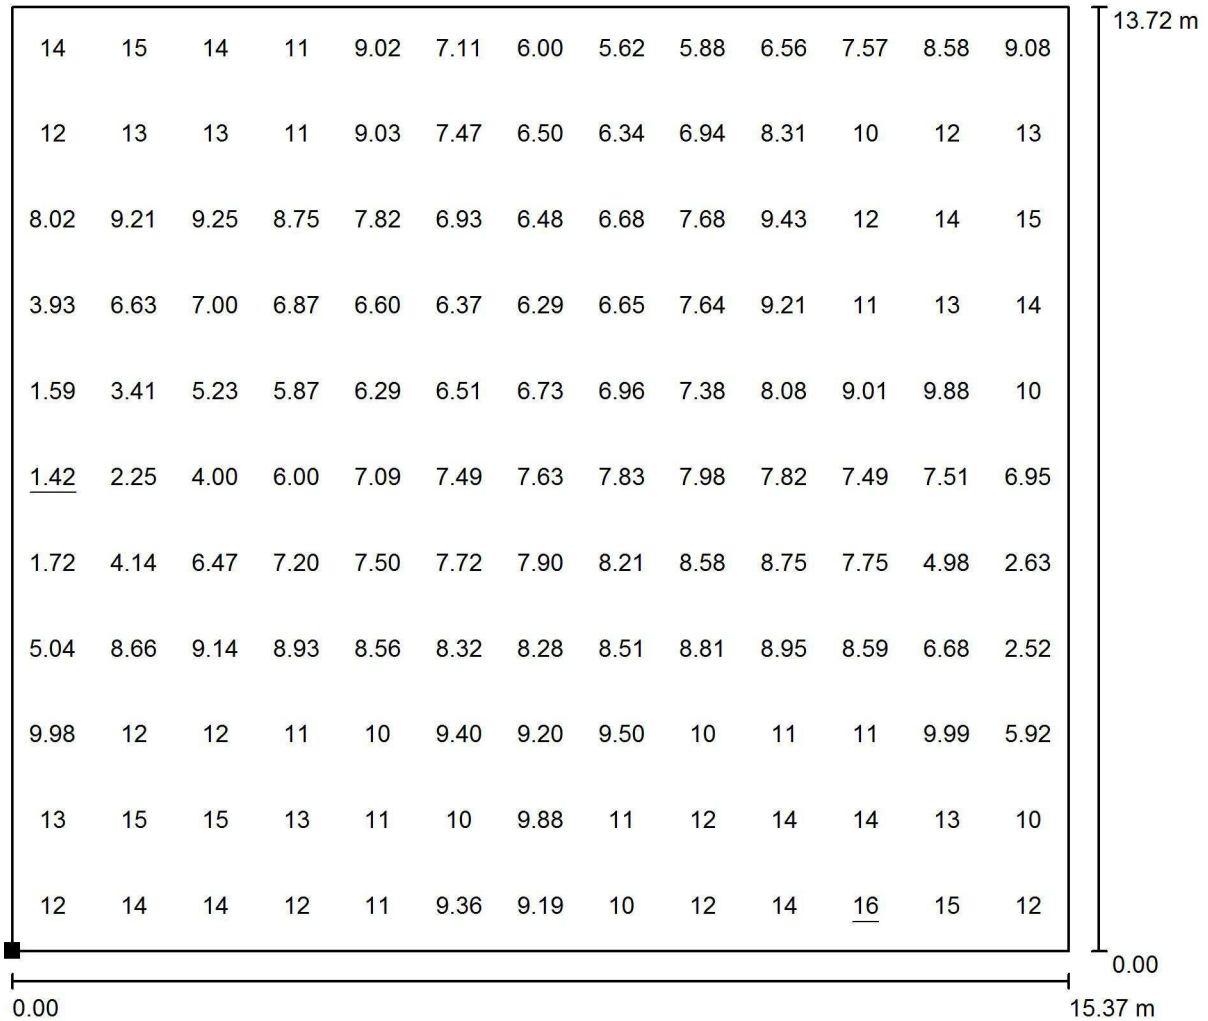 13.72 m
14 15 14 11 9.02 7.11 6.00 5.62 5.88 6.56 7.57 8.58 9.08
12 13 13 11 9.03 7.47 6.50 6.34 6.94 8.31 10 12 13
8.02 9.21 9.25 8.75 7.82 6.93 6.48 6.68 7.68 9.43 12 14 15
3.93 6.63 7.00 6.87 6.60 6.37 6.29 6.65 7.64 9.21 11 13 14
1.59 3.41 5.23 5.87 6.29 6.51 6.73 6.96 7.38 8.08 9.01 9.88 10
1.42 2.25 4.00 6.00 7.09 7.49 7.63 7.83 7.98 7.82 7.49 7.51 6.95
1.72 4.14 6.47 7.20 7.50 7.72 7.90 8.21 8.58 8.75 7.75 4.98 2.63
5.04 8.66 9.14 8.93 8.56 8.32 8.28 8.51 8.81 8.95 8.59 6.68 2.52
9.98 12 12 11 10 9.40 9.20 9.50 10 11 11 9.99 5.92
13 15 15 13 11 10 9.88 11 12 14 14 13 10
12 14 14 12 11 9.36 9.19 10 12 14 16 15 12
0.00
0.00 15.37 m